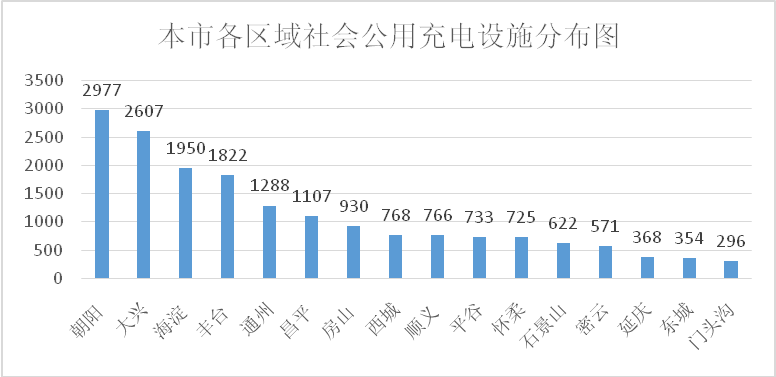 本市各区域社会公用充电设施分布图
3500
3000
2500
2000
1500
1000
500
0
2977
2607
1950
1822
1288
1107
930
768
766
733
725
622
571
368
354
296
朝阳
大兴
海淀
丰台
通州
昌平
房山
西城
顺义
平谷
怀柔
石景山
密云
延庆
东城
门头沟